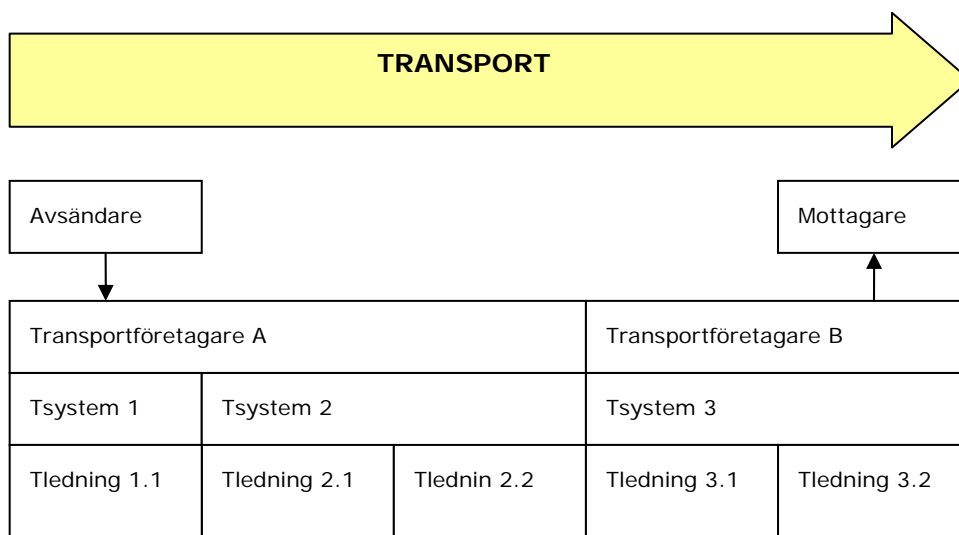 TRANSPORT
Avsändare
Mottagare
Transportföretagare A
Transportföretagare B
Tsystem 1
Tsystem 2
Tsystem 3
Tledning 1.1
Tledning 2.1
Tlednin 2.2
Tledning 3.1
Tledning 3.2